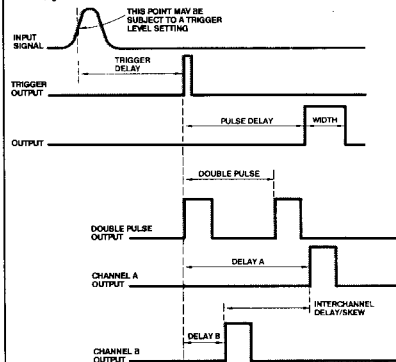 THIS POINT MAY BE
SUBJECT TO A TRIGGER
LEVEL SETTING
INPUT
SIGNAL
TRIGGER
DELAY
TRIGGER
OUTPUT
PULSE DELAY
WIDTH
OUTPUT
DOUBLE PULSE
DOUBLE PULSE
OUTPUT
DELAY A
CHANNEL A
OUTPUT
INTERCHANNEL
DELAY/SKEW
DELAY B
CHANNEL B
OUTPUT